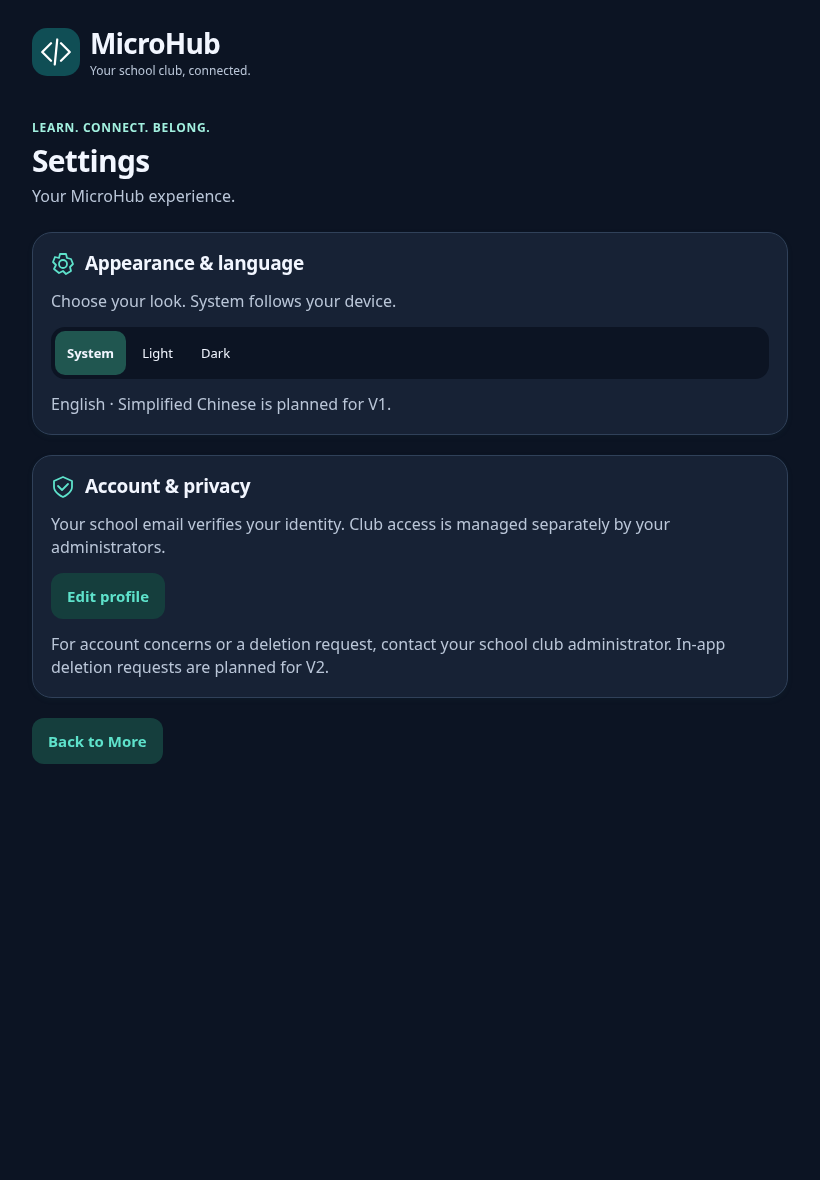 MicroHub
Your school club, connected.
LEARN. CONNECT. BELONG.
Settings
Your MicroHub experience.
Appearance & language
Choose your look. System follows your device.
System Light Dark
English · Simplified Chinese is planned for V1.
Account & privacy
Your school email verifies your identity. Club access is managed separately by your
administrators.
Edit profile
For account concerns or a deletion request, contact your school club administrator. In-app
deletion requests are planned for V2.
Back to More